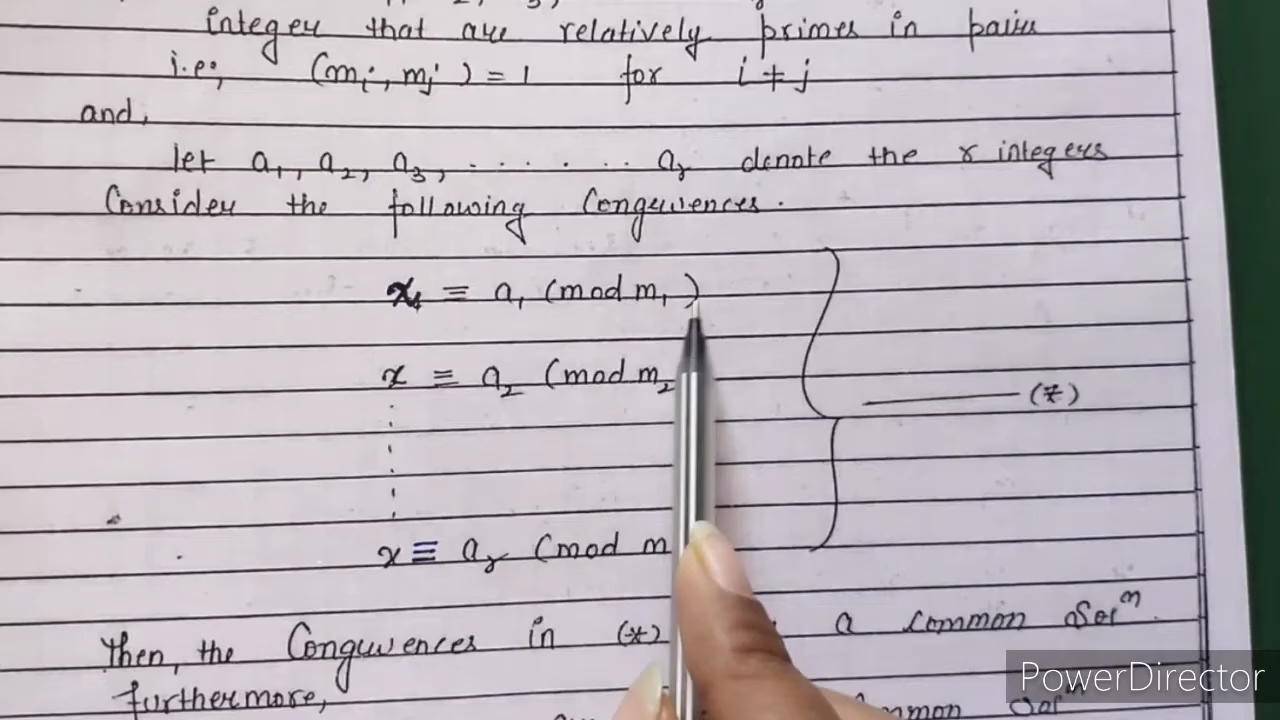 integer that are relatively primes in pairs
i.e., (mi, mj) = 1 for i ≠ j
and,
let a1, a2, a3, ....... ar denote the r integers
Consider the following Congruences.
x ≡ a1 (mod m1)
x ≡ a2 (mod m2
(*)
x ≡ ar (mod m
Then, the Congruences in (*) a common Solⁿ.
furthermore,
common Solⁿ
PowerDirector